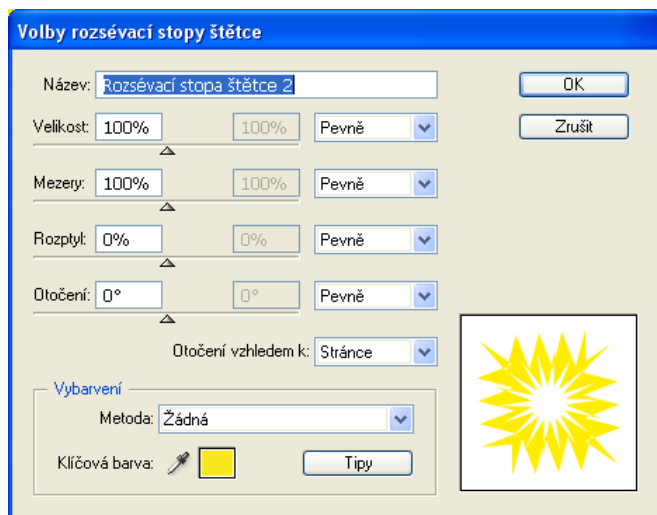 Volby rozsévací stopy štětce
Název: Rozsévací stopa štětce 2
OK
Velikost: 100% 100% Pevně
Zrušit
Mezery: 100% 100% Pevně
Rozptyl: 0% 0% Pevně
Otočení: 0° 0° Pevně
Otočení vzhledem k: Stránce
Vybarvení
Metoda: Žádná
Klíčová barva: Tipy